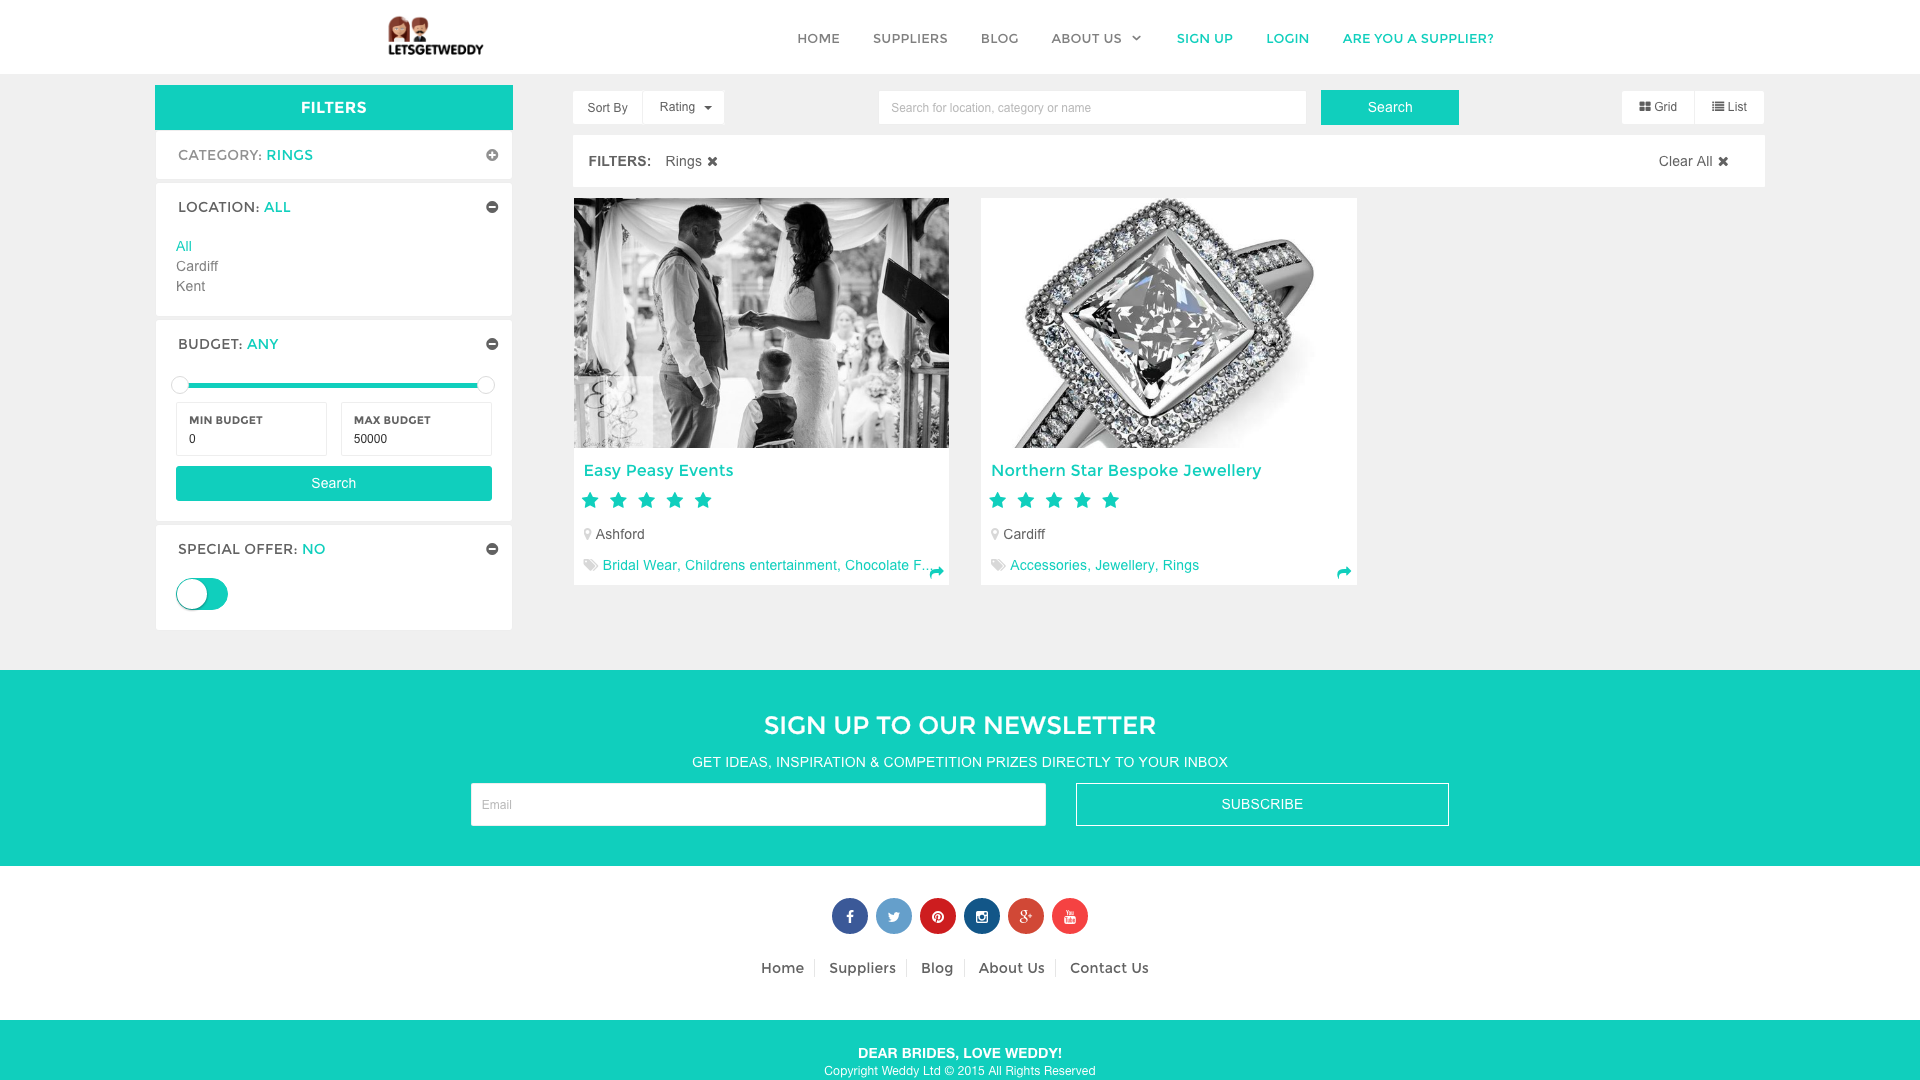 LETSGETWEDDY
HOME
SUPPLIERS
BLOG
ABOUT US
SIGN UP
LOGIN
ARE YOU A SUPPLIER?
FILTERS
CATEGORY: RINGS
LOCATION: ALL
All
Cardiff
Kent
BUDGET: ANY
MIN BUDGET
0
MAX BUDGET
50000
Search
SPECIAL OFFER: NO
Sort By
Rating
Search for location, category or name
Search
Grid
List
FILTERS: Rings
Clear All
Easy Peasy Events
Ashford
Bridal Wear, Childrens entertainment, Chocolate F...
Northern Star Bespoke Jewellery
Cardiff
Accessories, Jewellery, Rings
SIGN UP TO OUR NEWSLETTER
GET IDEAS, INSPIRATION & COMPETITION PRIZES DIRECTLY TO YOUR INBOX
Email
SUBSCRIBE
Home
Suppliers
Blog
About Us
Contact Us
DEAR BRIDES, LOVE WEDDY!
Copyright Weddy Ltd © 2015 All Rights Reserved